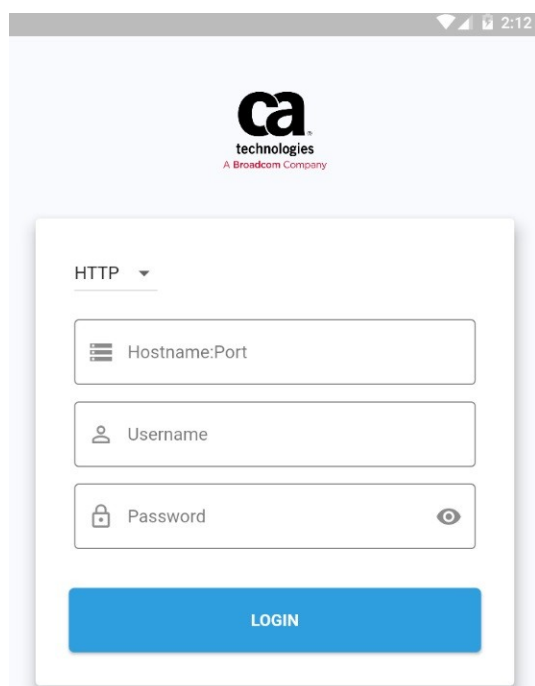 2:12
ca
technologies
A Broadcom Company
HTTP
Hostname:Port
Username
Password
LOGIN